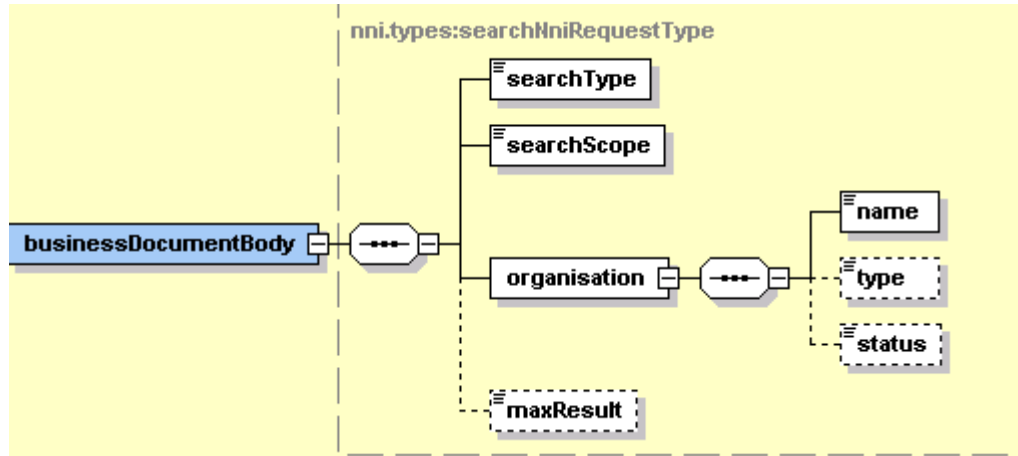 nni.types:searchNniRequestType
searchType
searchScope
businessDocumentBody
name
organisation
type
status
maxResult